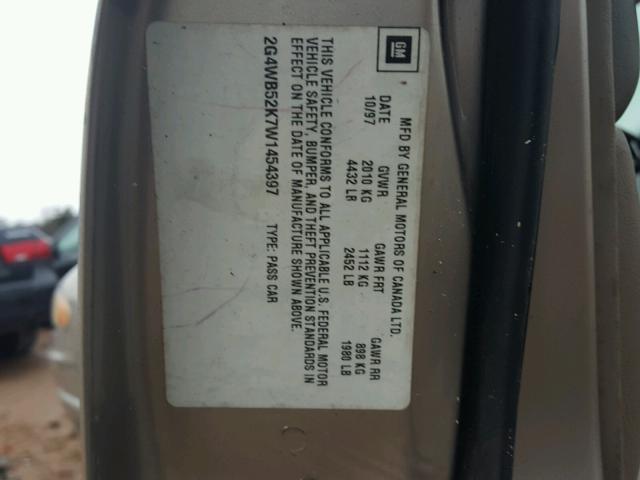 GM
MFD BY GENERAL MOTORS OF CANADA LTD.
DATE GVWR GAWR FRT GAWR RR
10/97 2010 KG 1112 KG 898 KG
4432 LB 2452 LB 1980 LB
THIS VEHICLE CONFORMS TO ALL APPLICABLE U.S. FEDERAL MOTOR
VEHICLE SAFETY, BUMPER, AND THEFT PREVENTION STANDARDS IN
EFFECT ON THE DATE OF MANUFACTURE SHOWN ABOVE.
2G4WB52K7W1454397 TYPE: PASS CAR